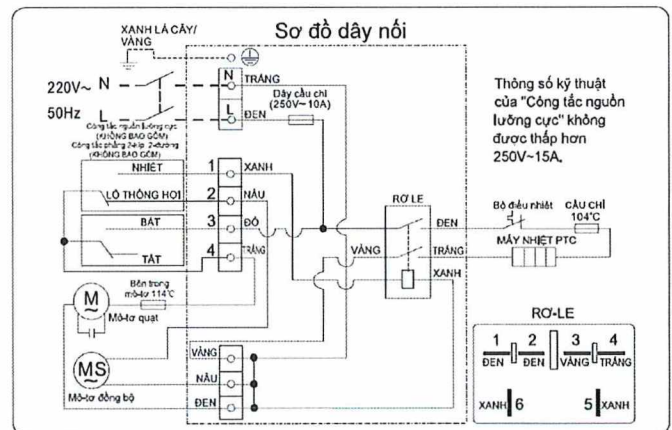 Sơ đồ dây nối
XANH LÁ CÂY/
VÀNG
220V~ N
50Hz L
Công tắc nguồn lưỡng cực
(KHÔNG BAO GỒM)
Công tắc phẳng 2-kíp 2-đường
(KHÔNG BAO GỒM)
N
L
TRẮNG
ĐEN
Dây cầu chì
(250V~10A)
Thông số kỹ thuật
của "Công tắc nguồn
lưỡng cực" không
được thấp hơn
250V~15A.
NHIỆT
LỖ THÔNG HƠI
BẬT
TẮT
1
2
3
4
XANH
NÂU
ĐỎ
TRẮNG
RƠ LE
VÀNG
ĐEN
TRẮNG
XANH
Bộ điều nhiệt
CẦU CHÌ
104°C
MÁY NHIỆT PTC
M
~
Bên trong
mô-tơ 114°C
Mô-tơ quạt
MS
~
Mô-tơ đồng bộ
VÀNG
NÂU
ĐEN
RƠ-LE
1 2 3 4
ĐEN ĐEN VÀNG TRẮNG
XANH 6 5 XANH